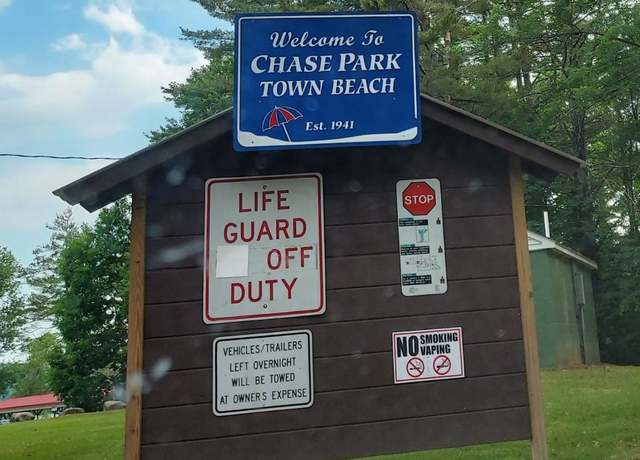 Welcome To
CHASE PARK
TOWN BEACH
Est. 1941
LIFE
GUARD
OFF
DUTY
STOP
VEHICLES/TRAILERS
LEFT OVERNIGHT
WILL BE TOWED
AT OWNERS EXPENSE
NO SMOKING
VAPING